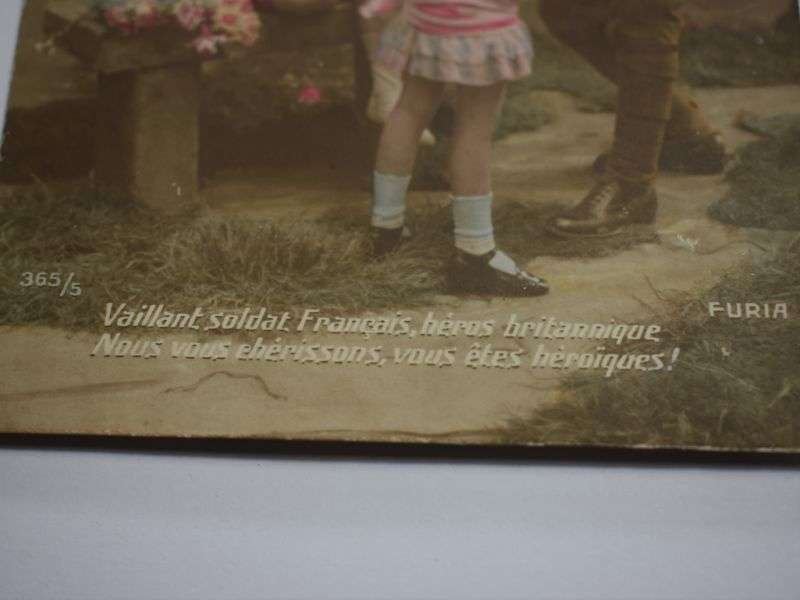 365/5
Vaillant soldat Français, héros britannique
FURIA
Nous vous chérissons, vous êtes héroïques!